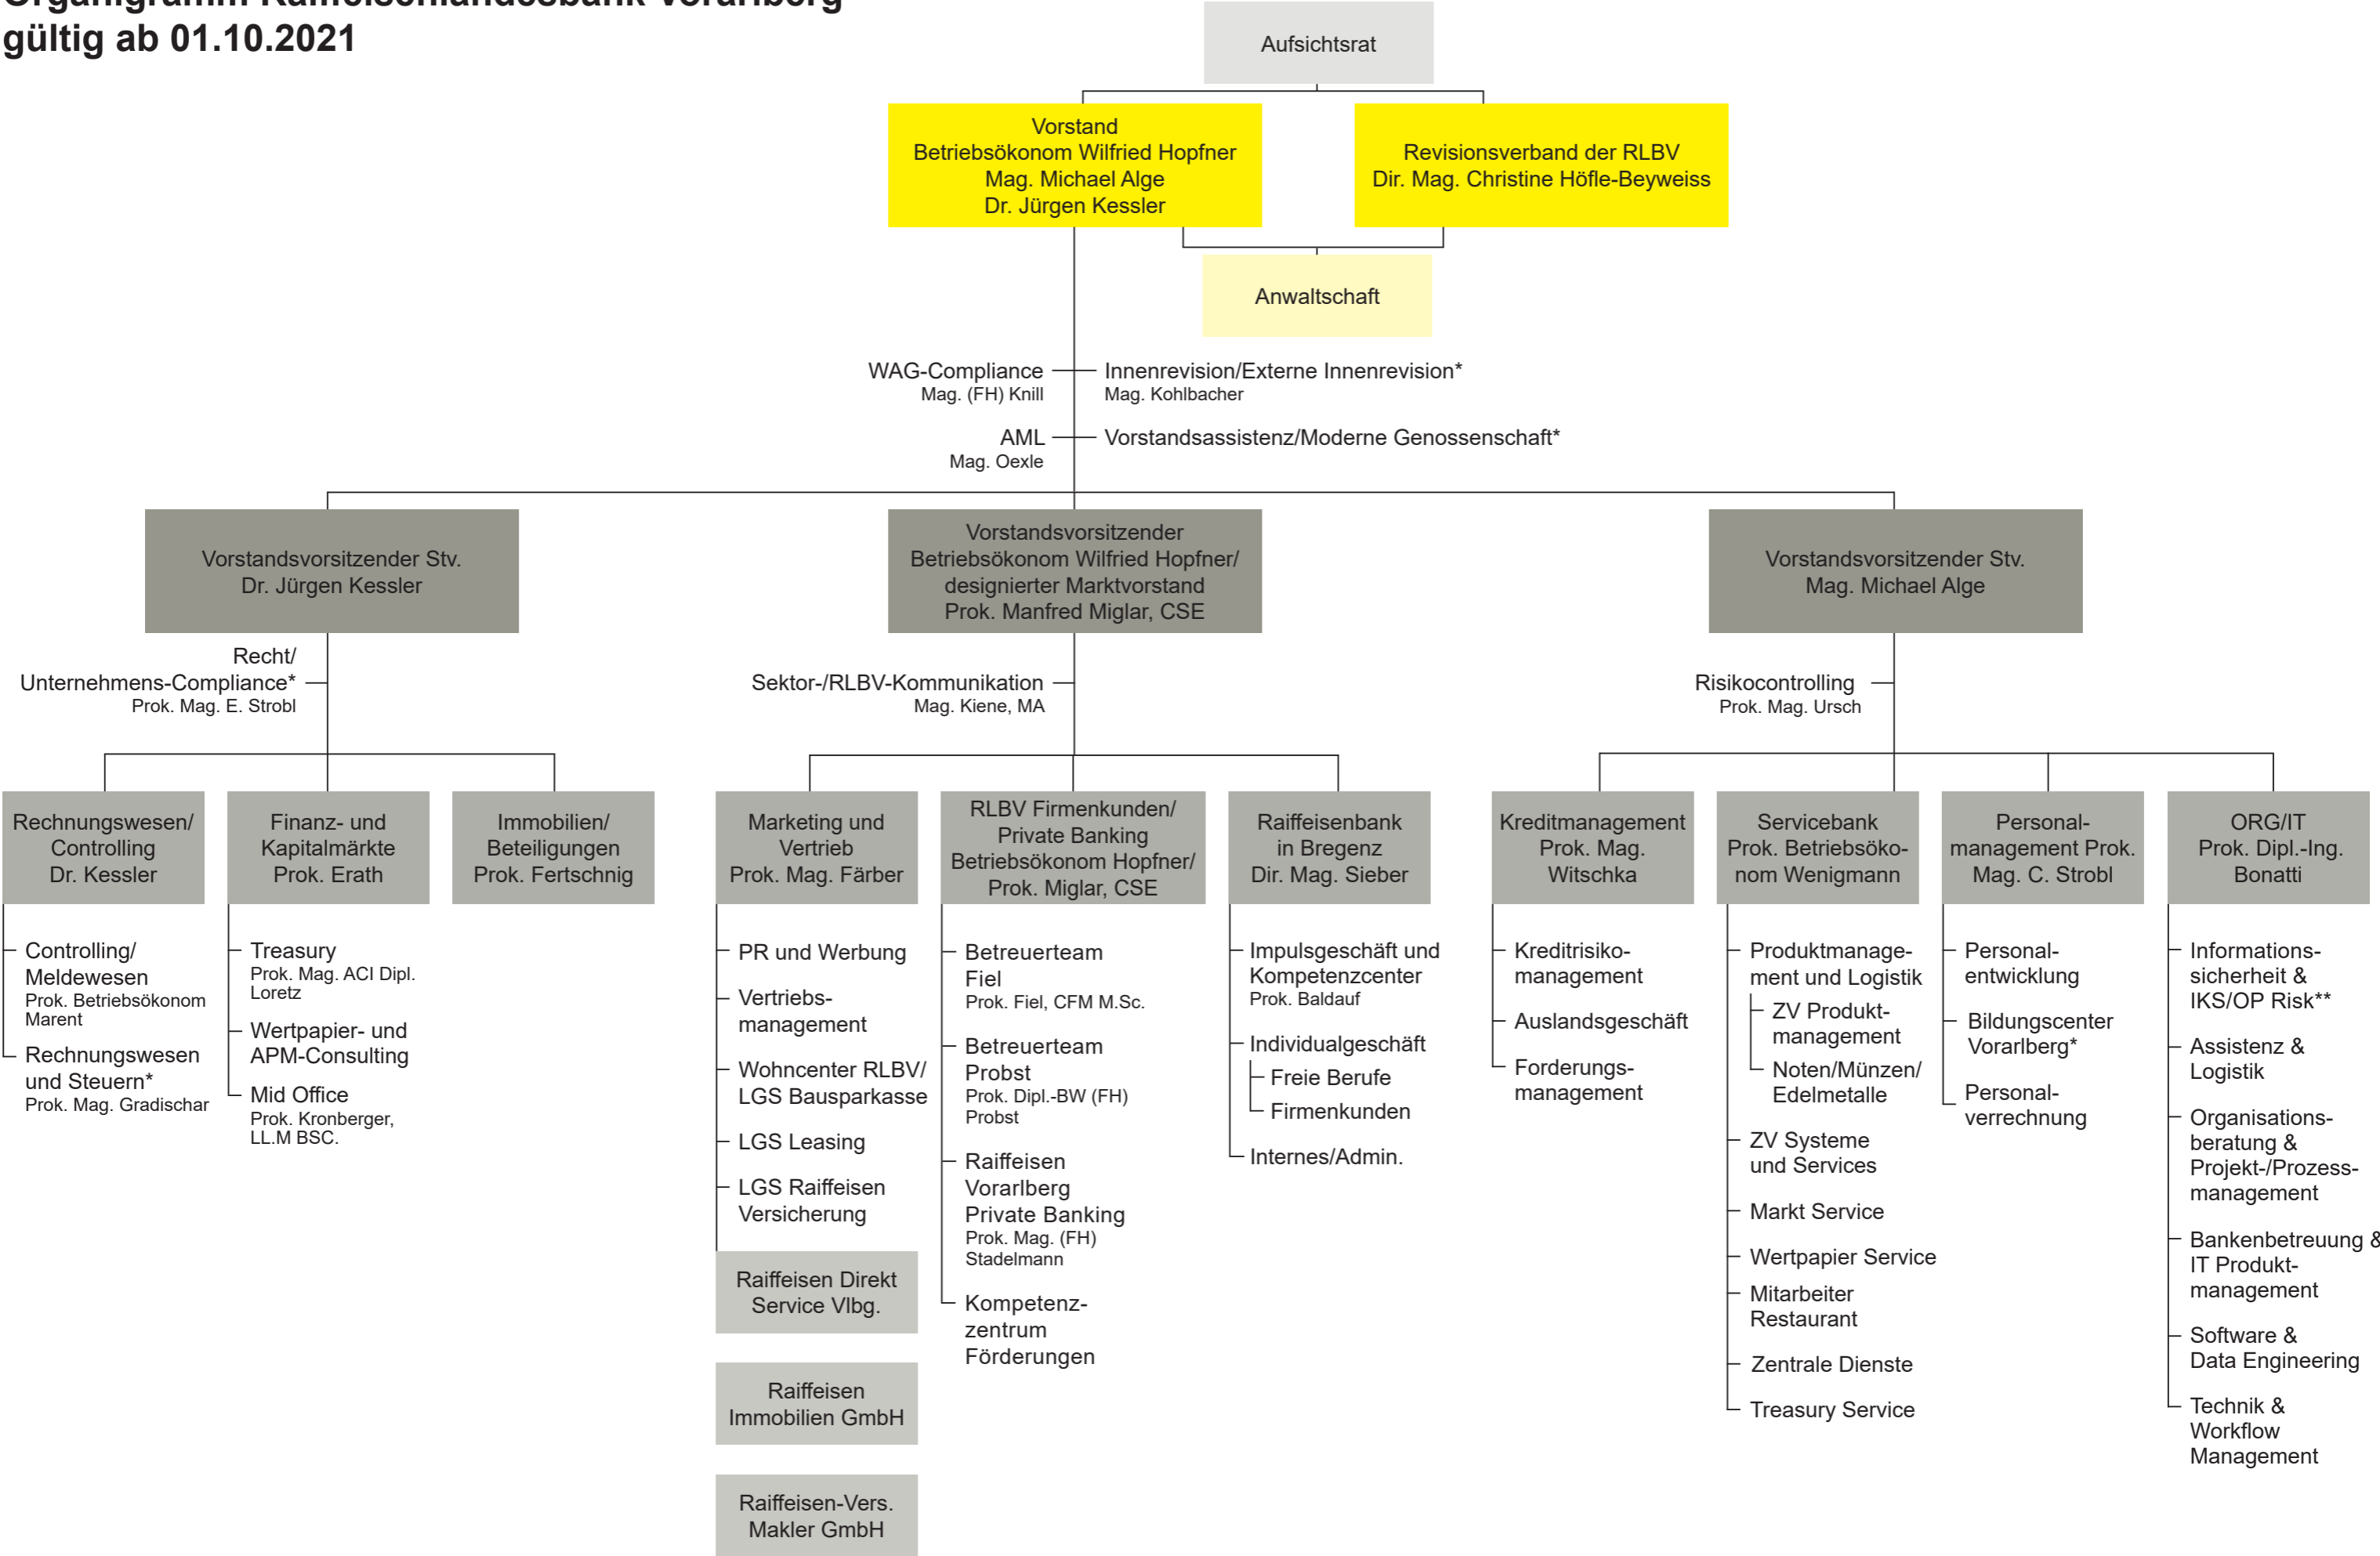 Organigramm Raiffeisenlandesbank Vorarlberg
gültig ab 01.10.2021
Aufsichtsrat
Vorstand
Betriebsökonom Wilfried Hopfner
Mag. Michael Alge
Dr. Jürgen Kessler
Revisionsverband der RLBV
Dir. Mag. Christine Höfle-Beyweiss
Anwaltschaft
WAG-Compliance
Mag. (FH) Knill
Innenrevision/Externe Innenrevision*
Mag. Kohlbacher
AML
Mag. Oexle
Vorstandsassistenz/Moderne Genossenschaft*
Vorstandsvorsitzender Stv.
Dr. Jürgen Kessler
Vorstandsvorsitzender
Betriebsökonom Wilfried Hopfner/
designierter Marktvorstand
Prok. Manfred Miglar, CSE
Vorstandsvorsitzender Stv.
Mag. Michael Alge
Recht/
Unternehmens-Compliance*
Prok. Mag. E. Strobl
Sektor-/RLBV-Kommunikation
Mag. Kiene, MA
Risikocontrolling
Prok. Mag. Ursch
Rechnungswesen/
Controlling
Dr. Kessler
Finanz- und
Kapitalmärkte
Prok. Erath
Immobilien/
Beteiligungen
Prok. Fertschnig
Marketing und
Vertrieb
Prok. Mag. Färber
RLBV Firmenkunden/
Private Banking
Betriebsökonom Hopfner/
Prok. Miglar, CSE
Raiffeisenbank
in Bregenz
Dir. Mag. Sieber
Kreditmanagement
Prok. Mag.
Witschka
Servicebank
Prok. Betriebsöko-
nom Wenigmann
Personal-
management Prok.
Mag. C. Strobl
ORG/IT
Prok. Dipl.-Ing.
Bonatti
Controlling/
Meldewesen
Prok. Betriebsökonom
Marent
Rechnungswesen
und Steuern*
Prok. Mag. Gradischar
Treasury
Prok. Mag. ACI Dipl.
Loretz
Wertpapier- und
APM-Consulting
Mid Office
Prok. Kronberger,
LL.M BSC.
PR und Werbung
Vertriebs-
management
Wohncenter RLBV/
LGS Bausparkasse
LGS Leasing
LGS Raiffeisen
Versicherung
Raiffeisen Direkt
Service Vlbg.
Raiffeisen
Immobilien GmbH
Raiffeisen-Vers.
Makler GmbH
Betreuerteam
Fiel
Prok. Fiel, CFM M.Sc.
Betreuerteam
Probst
Prok. Dipl.-BW (FH)
Probst
Raiffeisen
Vorarlberg
Private Banking
Prok. Mag. (FH)
Stadelmann
Kompetenz-
zentrum
Förderungen
Impulsgeschäft und
Kompetenzcenter
Prok. Baldauf
Individualgeschäft
Freie Berufe
Firmenkunden
Internes/Admin.
Kreditrisiko-
management
Auslandsgeschäft
Forderungs-
management
Produktmanage-
ment und Logistik
ZV Produkt-
management
Noten/Münzen/
Edelmetalle
ZV Systeme
und Services
Markt Service
Wertpapier Service
Mitarbeiter
Restaurant
Zentrale Dienste
Treasury Service
Personal-
entwicklung
Bildungscenter
Vorarlberg*
Personal-
verrechnung
Informations-
sicherheit &
IKS/OP Risk**
Assistenz &
Logistik
Organisations-
beratung &
Projekt-/Prozess-
management
Bankenbetreuung &
IT Produkt-
management
Software &
Data Engineering
Technik &
Workflow
Management